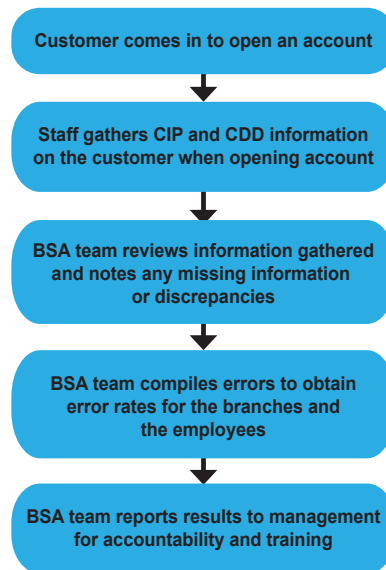 Customer comes in to open an account
Staff gathers CIP and CDD information
on the customer when opening account
BSA team reviews information gathered
and notes any missing information
or discrepancies
BSA team compiles errors to obtain
error rates for the branches and
the employees
BSA team reports results to management
for accountability and training